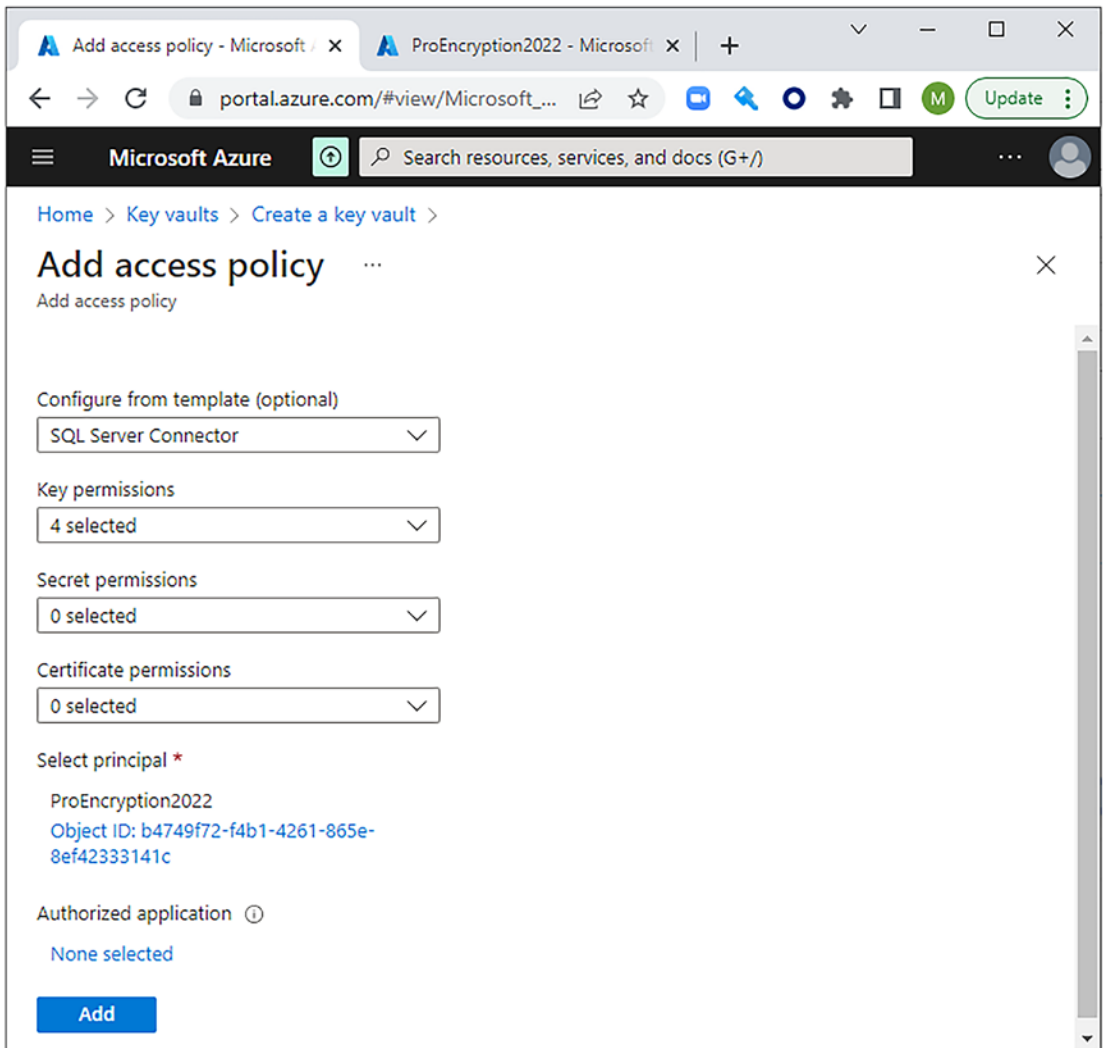 Add access policy - Microsoft A
ProEncryption2022 - Microsoft
portal.azure.com/#view/Microsoft_...
M
Update
Microsoft Azure
Search resources, services, and docs (G+/)
...
Home > Key vaults > Create a key vault >
Add access policy ...
Add access policy
Configure from template (optional)
SQL Server Connector
Key permissions
4 selected
Secret permissions
0 selected
Certificate permissions
0 selected
Select principal *
ProEncryption2022
Object ID: b4749f72-f4b1-4261-865e-
8ef42333141c
Authorized application
None selected
Add